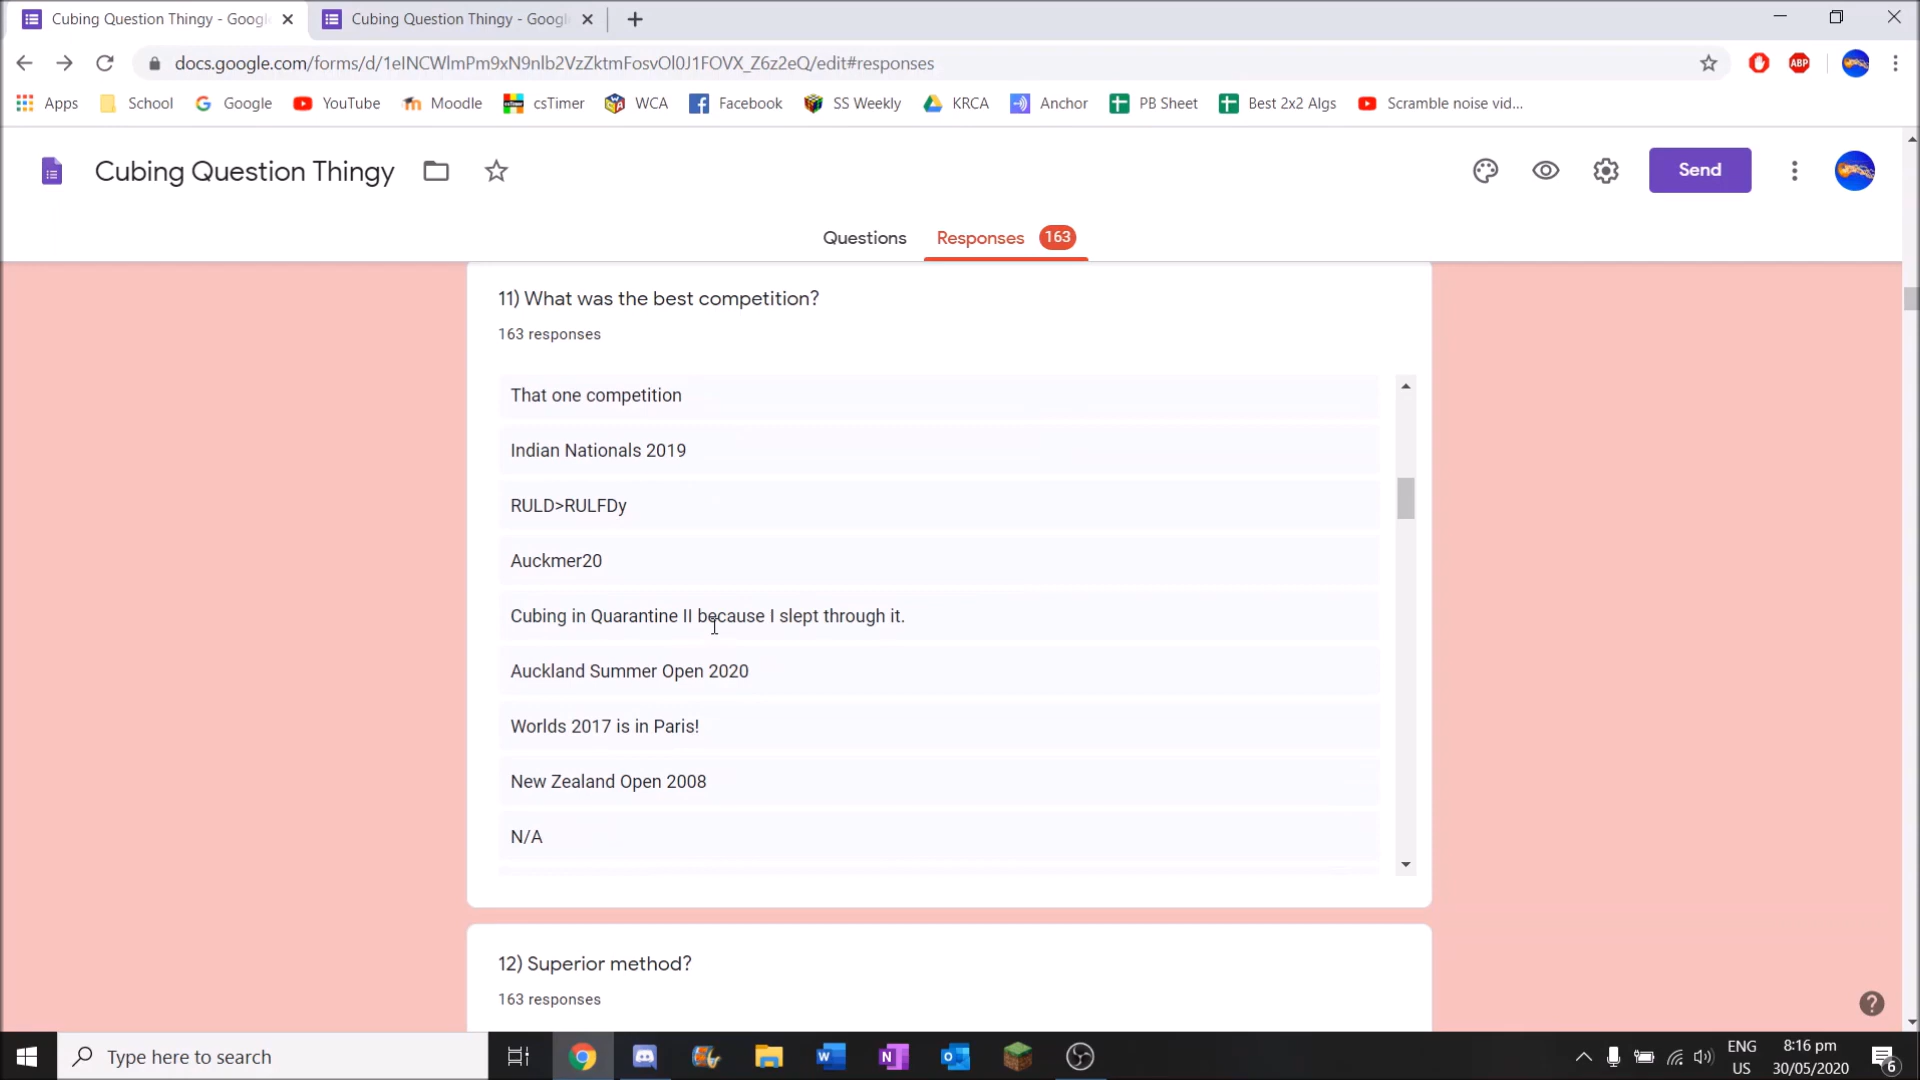 Cubing Question Thingy - Googl
Cubing Question Thingy - Googl
docs.google.com/forms/d/1eINCWlmPm9xN9nlb2VzZktmFosvOl0J1FOVX_Z6z2eQ/edit#responses
ABP
Apps School Google YouTube Moodle csTimer WCA Facebook SS Weekly KRCA Anchor PB Sheet Best 2x2 Algs Scramble noise vid...
Cubing Question Thingy
Send
Questions Responses 163
11) What was the best competition?
163 responses
That one competition
Indian Nationals 2019
RULD>RULFDy
Auckmer20
Cubing in Quarantine II because I slept through it.
Auckland Summer Open 2020
Worlds 2017 is in Paris!
New Zealand Open 2008
N/A
12) Superior method?
163 responses
Type here to search
ENG
US
8:16 pm
30/05/2020
6